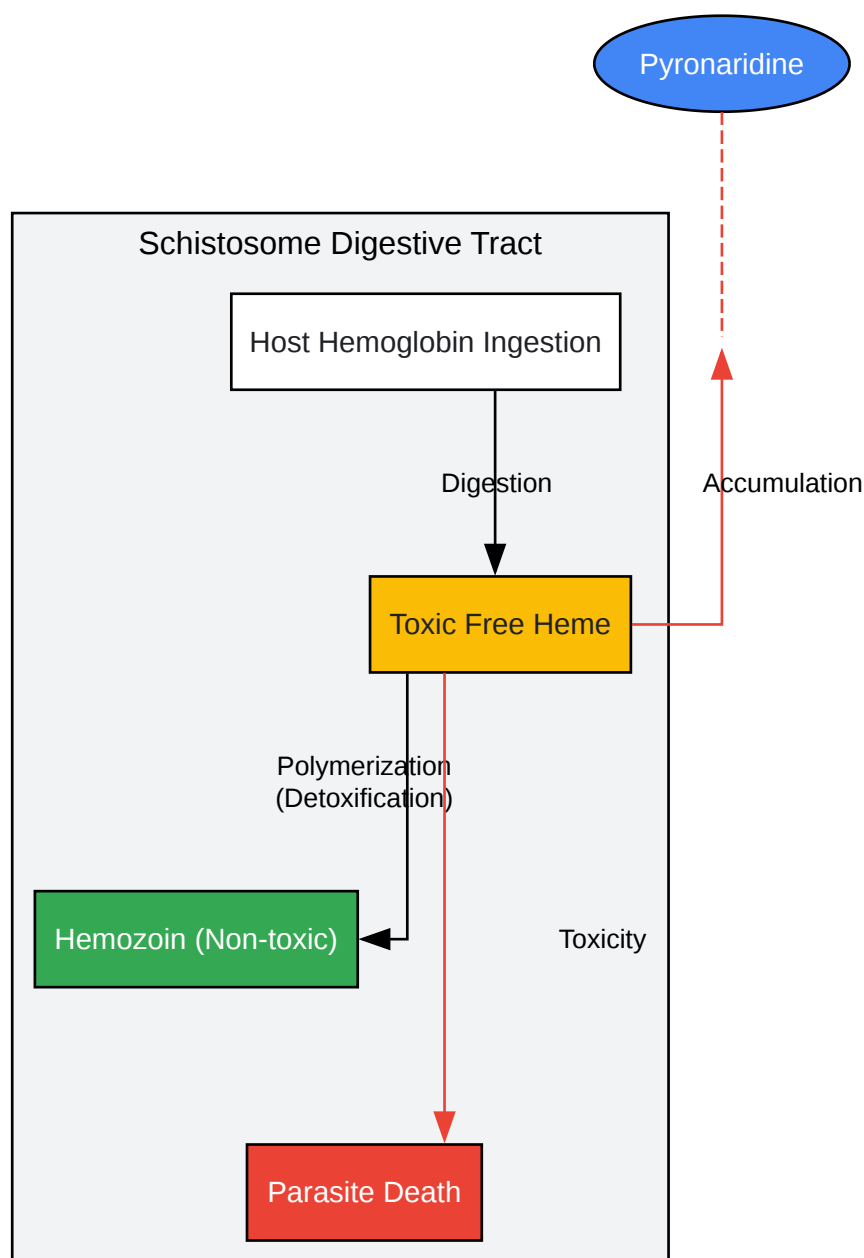 Pyronaridine
Schistosome Digestive Tract
Host Hemoglobin Ingestion
Digestion
Accumulation
Toxic Free Heme
Polymerization
(Detoxification)
Hemozoin (Non-toxic)
Toxicity
Parasite Death